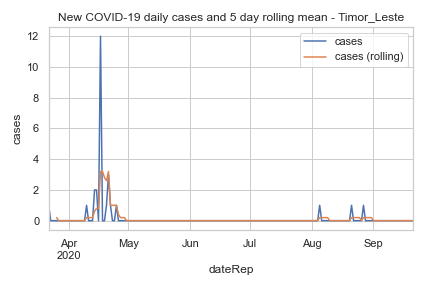 New COVID-19 daily cases and 5 day rolling mean - Timor_Leste
cases
cases (rolling)
12
10
8
6
4
2
0
cases
Apr May Jun Jul Aug Sep
2020
dateRep